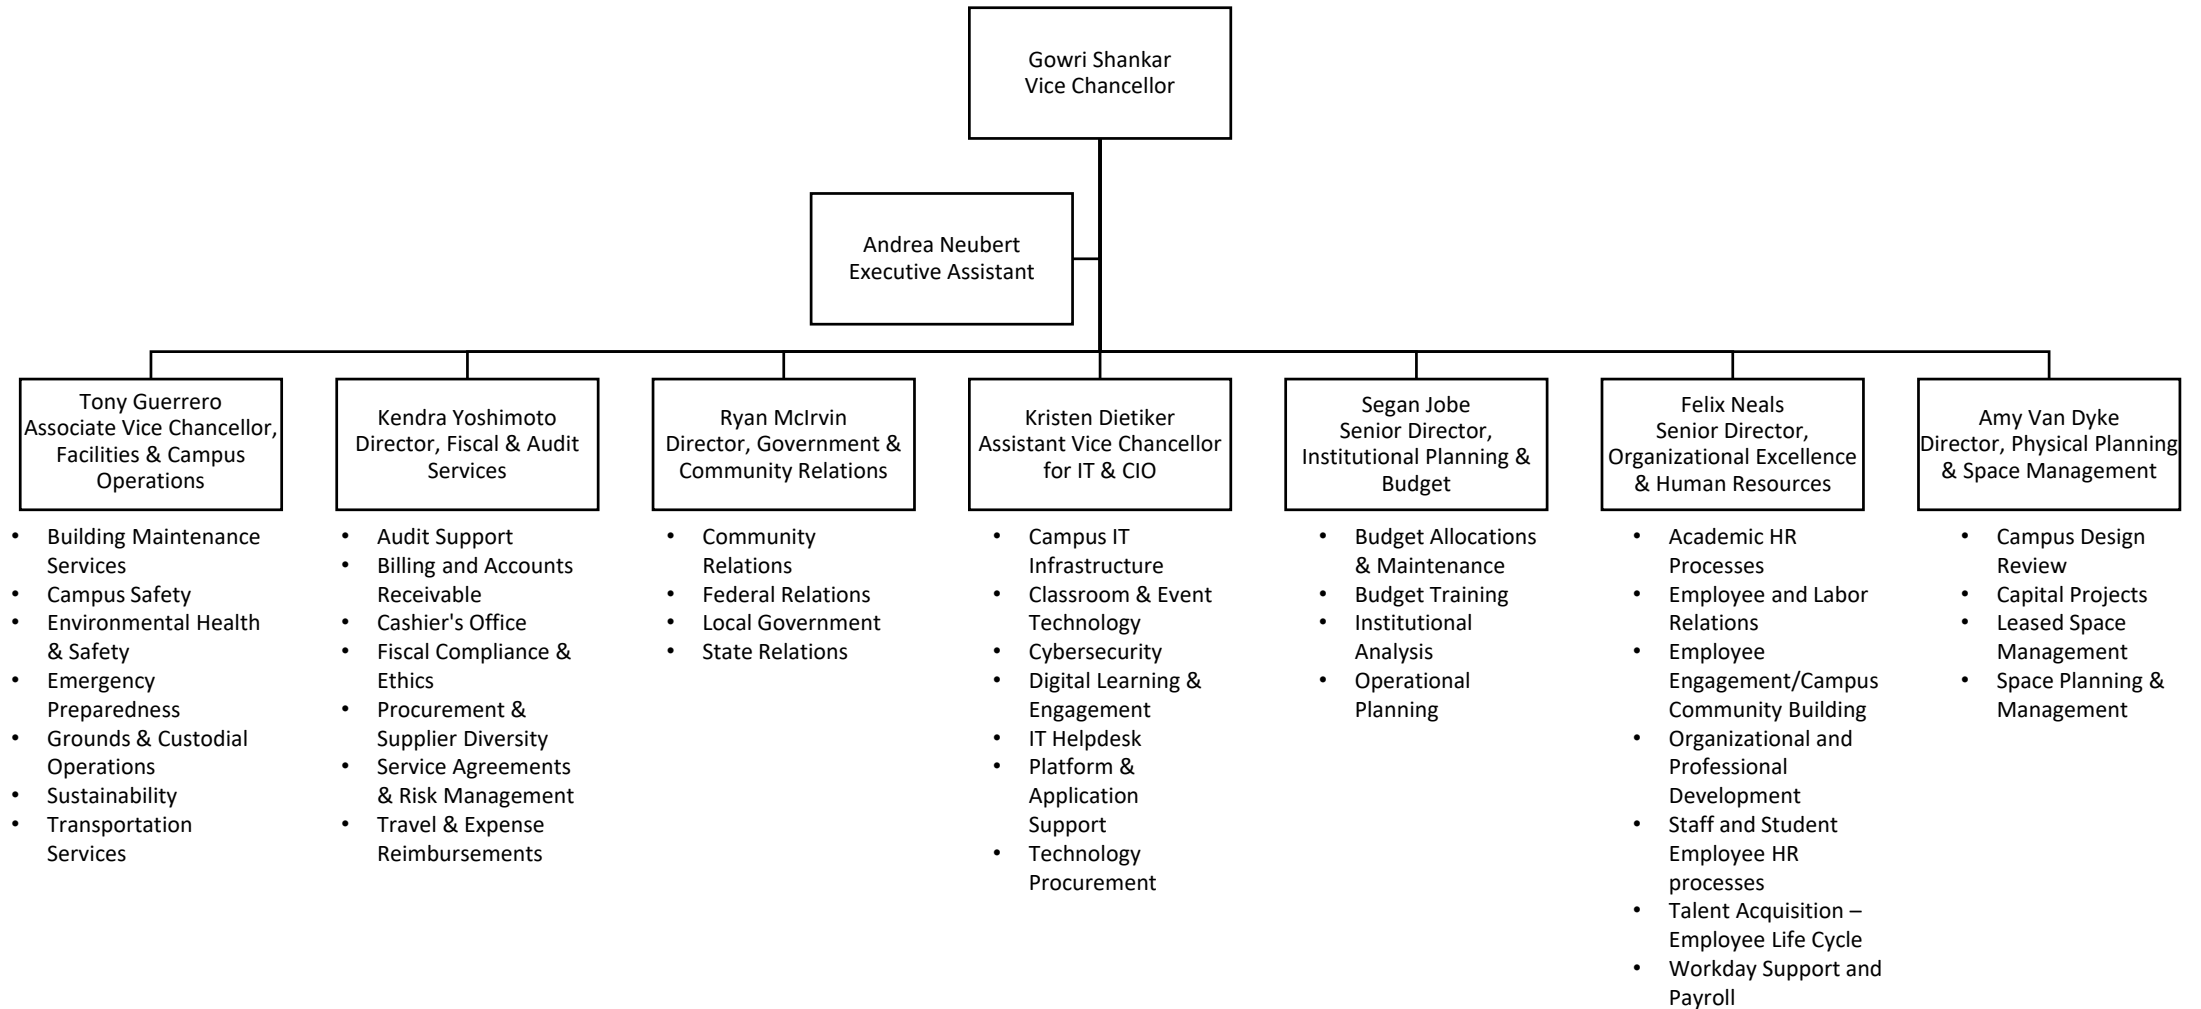 Gowri Shankar
Vice Chancellor
Andrea Neubert
Executive Assistant
Tony Guerrero
Associate Vice Chancellor,
Facilities & Campus
Operations
• Building Maintenance
Services
• Campus Safety
• Environmental Health
& Safety
• Emergency
Preparedness
• Grounds & Custodial
Operations
• Sustainability
• Transportation
Services
Kendra Yoshimoto
Director, Fiscal & Audit
Services
• Audit Support
• Billing and Accounts
Receivable
• Cashier's Office
• Fiscal Compliance &
Ethics
• Procurement &
Supplier Diversity
• Service Agreements
& Risk Management
• Travel & Expense
Reimbursements
Ryan McIrvin
Director, Government &
Community Relations
• Community
Relations
• Federal Relations
• Local Government
• State Relations
Kristen Dietiker
Assistant Vice Chancellor
for IT & CIO
• Campus IT
Infrastructure
• Classroom & Event
Technology
• Cybersecurity
• Digital Learning &
Engagement
• IT Helpdesk
• Platform &
Application
Support
• Technology
Procurement
Segan Jobe
Senior Director,
Institutional Planning &
Budget
• Budget Allocations
& Maintenance
• Budget Training
• Institutional
Analysis
• Operational
Planning
Felix Neals
Senior Director,
Organizational Excellence
& Human Resources
• Academic HR
Processes
• Employee and Labor
Relations
• Employee
Engagement/Campus
Community Building
• Organizational and
Professional
Development
• Staff and Student
Employee HR
processes
• Talent Acquisition –
Employee Life Cycle
• Workday Support and
Payroll
Amy Van Dyke
Director, Physical Planning
& Space Management
• Campus Design
Review
• Capital Projects
• Leased Space
Management
• Space Planning &
Management